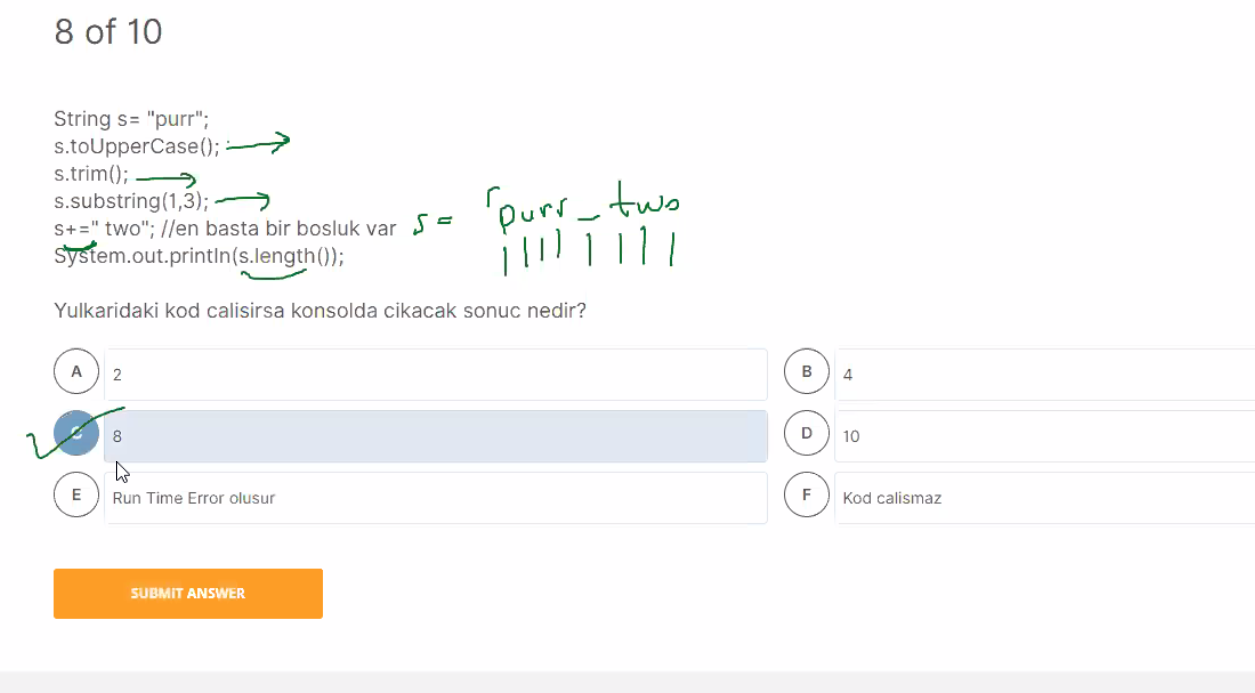 8 of 10
String s= "purr";
s.toUpperCase();
s.trim();
s.substring(1,3);
s+=" two"; //en basta bir bosluk var
s = purr_two
System.out.println(s.length());
Yulkaridaki kod calisirsa konsolda cikacak sonuc nedir?
A 2
B 4
C 8
D 10
E Run Time Error olusur
F Kod calismaz
SUBMIT ANSWER